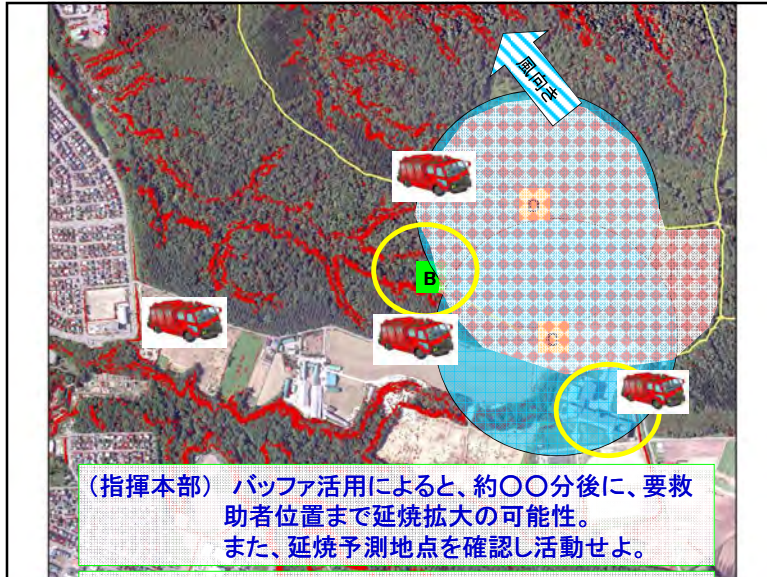 風向き
D
B
C
(指揮本部) バッファ活用によると、約〇〇分後に、要救
助者位置まで延焼拡大の可能性。
また、延焼予測地点を確認し活動せよ。